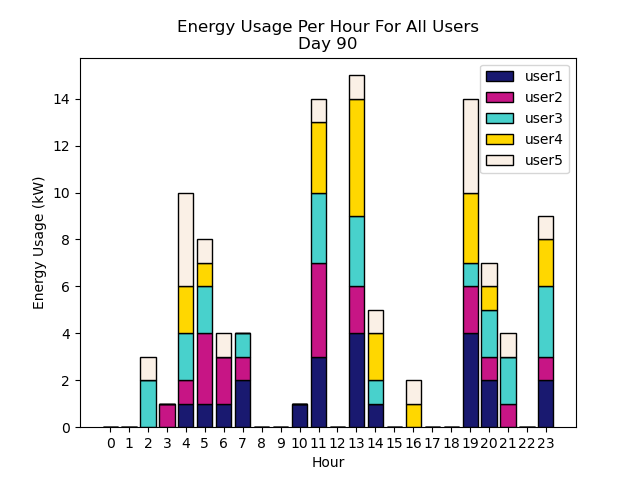 Energy Usage Per Hour For All Users
Day 90
user1
user2
user3
user4
user5
Energy Usage (kW)
14
12
10
8
6
4
2
0
0 1 2 3 4 5 6 7 8 9 10 11 12 13 14 15 16 17 18 19 20 21 22 23
Hour